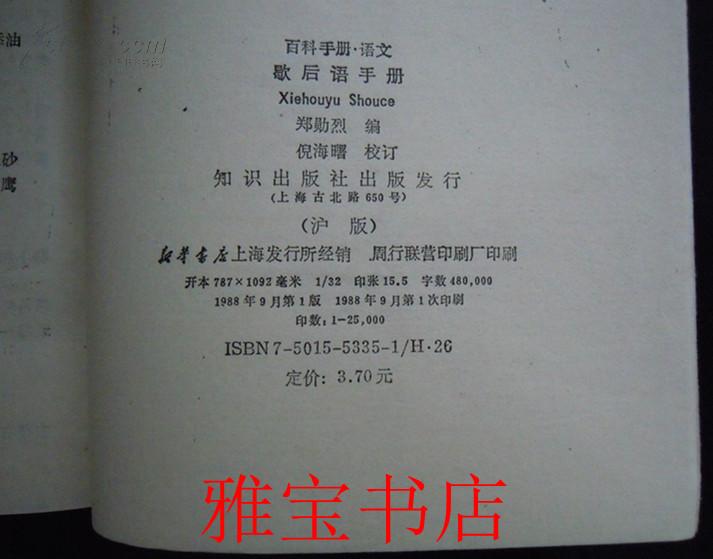 油
砂
鹰
百科手册·语文
歇后语手册
Xiehouyu Shouce
郑勋烈 编
倪海曙 校订
知识出版社出版发行
(上海古北路650号)
(沪版)
新华书店上海发行所经销 周行联营印刷厂印刷
开本787×1092毫米 1/32 印张15.5 字数480,000
1988年9月第1版 1988年9月第1次印刷
印数:1-25,000
ISBN7-5015-5335-1/H·26
定价: 3.70元
雅宝书店